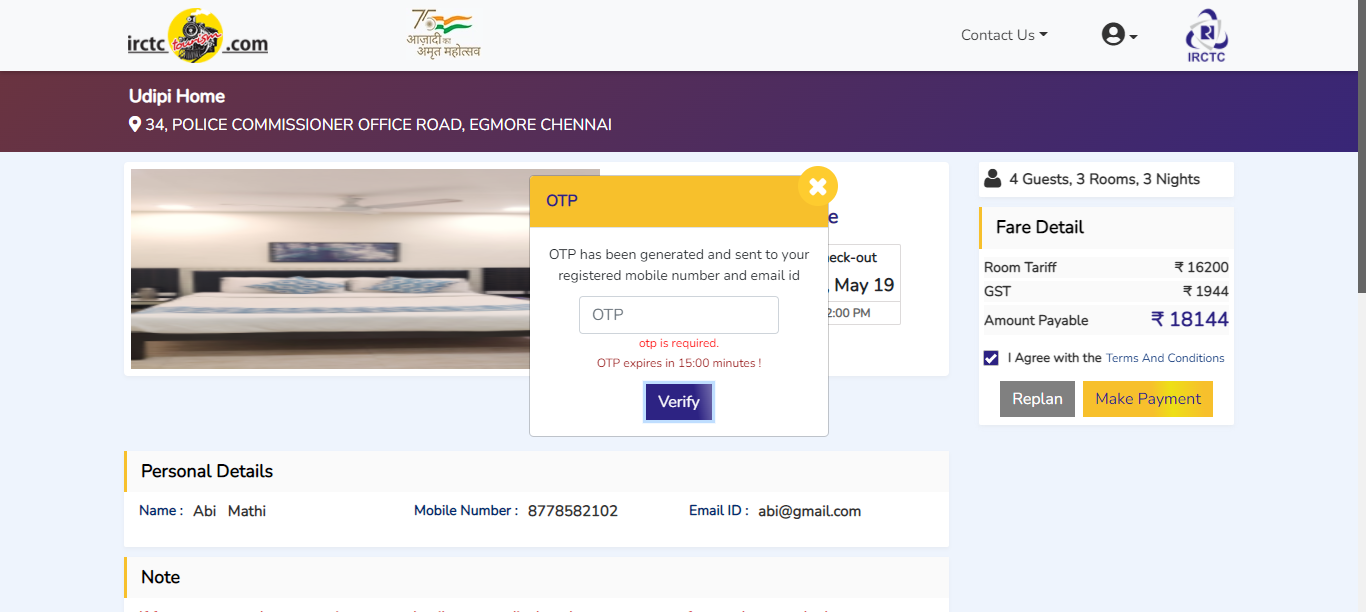 irctc tourism .com
75
आज़ादी का
अमृत महोत्सव
Contact Us
IRCTC
Udipi Home
34, POLICE COMMISSIONER OFFICE ROAD, EGMORE CHENNAI
OTP
OTP has been generated and sent to your
registered mobile number and email id
OTP
otp is required.
OTP expires in 15:00 minutes !
Verify
e
eck-out
, May 19
2:00 PM
4 Guests, 3 Rooms, 3 Nights
Fare Detail
Room Tariff ₹ 16200
GST ₹ 1944
Amount Payable ₹ 18144
I Agree with the Terms And Conditions
Replan Make Payment
Personal Details
Name : Abi Mathi Mobile Number : 8778582102 Email ID : abi@gmail.com
Note